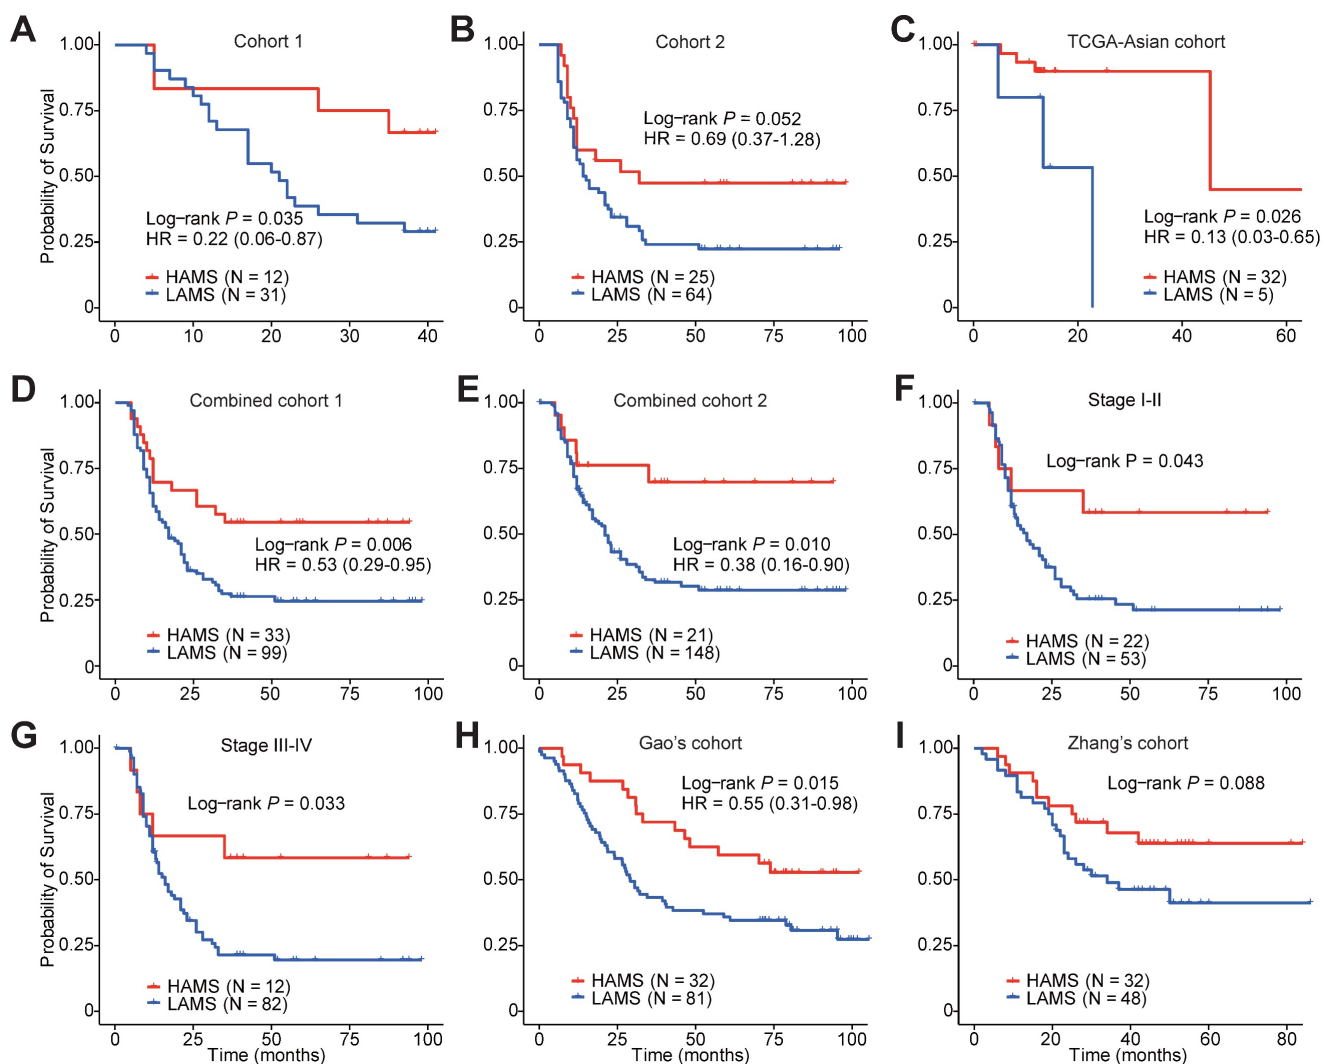 A
Cohort 1
Probability of Survival
1.00
0.75
0.50
0.25
0
Log–rank P = 0.035
HR = 0.22 (0.06-0.87)
HAMS (N = 12)
LAMS (N = 31)
0 10 20 30 40
B
Cohort 2
1.00
0.75
0.50
0.25
0
Log–rank P = 0.052
HR = 0.69 (0.37-1.28)
HAMS (N = 25)
LAMS (N = 64)
0 25 50 75 100
C
TCGA-Asian cohort
1.00
0.75
0.50
0.25
0
Log–rank P = 0.026
HR = 0.13 (0.03-0.65)
HAMS (N = 32)
LAMS (N = 5)
0 20 40 60
D
Combined cohort 1
Probability of Survival
1.00
0.75
0.50
0.25
0
Log–rank P = 0.006
HR = 0.53 (0.29-0.95)
HAMS (N = 33)
LAMS (N = 99)
0 25 50 75 100
E
Combined cohort 2
1.00
0.75
0.50
0.25
0
Log–rank P = 0.010
HR = 0.38 (0.16-0.90)
HAMS (N = 21)
LAMS (N = 148)
0 25 50 75 100
F
Stage I-II
1.00
0.75
0.50
0.25
0
Log–rank P = 0.043
HAMS (N = 22)
LAMS (N = 53)
0 25 50 75 100
G
Stage III-IV
Probability of Survival
1.00
0.75
0.50
0.25
0
Log–rank P = 0.033
HAMS (N = 12)
LAMS (N = 82)
0 25 50 75 100
Time (months)
H
Gao's cohort
1.00
0.75
0.50
0.25
0
Log–rank P = 0.015
HR = 0.55 (0.31-0.98)
HAMS (N = 32)
LAMS (N = 81)
0 25 50 75 100
Time (months)
I
Zhang's cohort
1.00
0.75
0.50
0.25
0
Log–rank P = 0.088
HAMS (N = 32)
LAMS (N = 48)
0 20 40 60 80
Time (months)